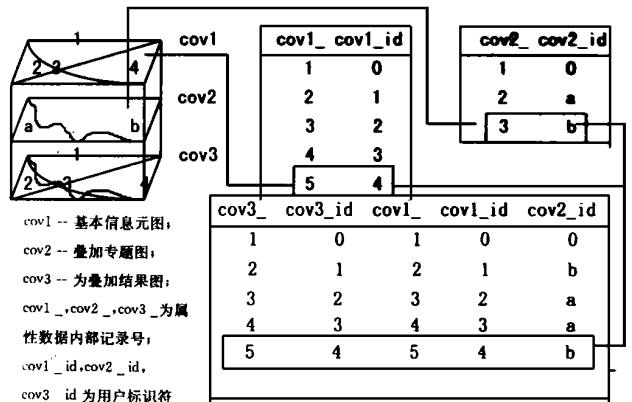 1
2 3 4
cov1
a b
cov2
1
2 3 4
cov3
cov1_ cov1_id
1 0
2 1
3 2
4 3
5 4
cov2_ cov2_id
1 0
2 a
3 b
cov3_ cov3_id cov1_ cov1_id cov2_id
1 0 1 0 0
2 1 2 1 b
3 2 3 2 a
4 3 4 3 a
5 4 5 4 b
cov1 -- 基本信息元图;
cov2 -- 叠加专题图;
cov3 -- 为叠加结果图;
cov1_,cov2_,cov3_为属
性数据内部记录号;
cov1_id,cov2_id,
cov3_id 为用户标识符